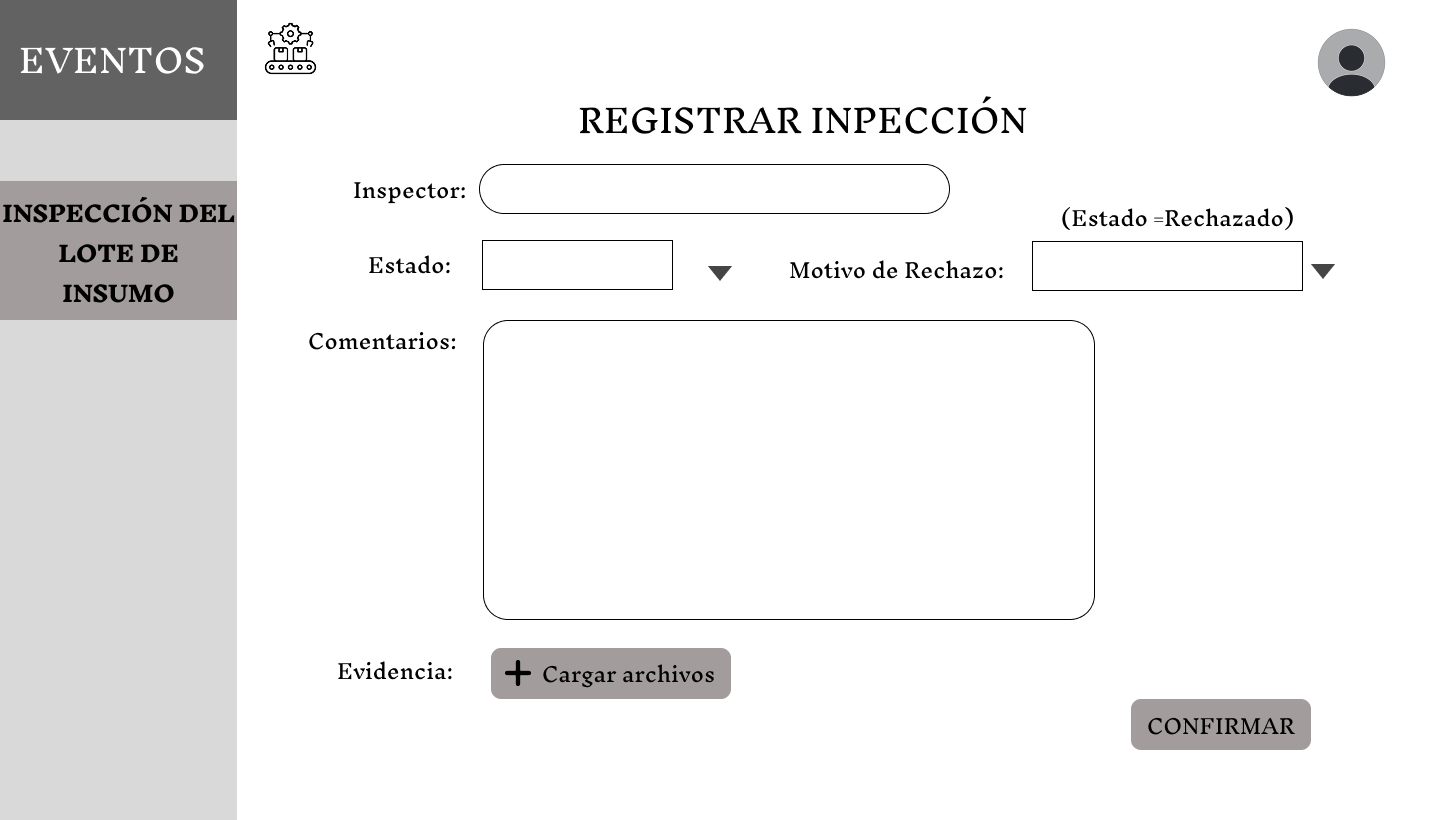 EVENTOS
INSPECCIÓN DEL
LOTE DE
INSUMO
REGISTRAR INPECCIÓN
Inspector:
(Estado =Rechazado)
Estado:
Motivo de Rechazo:
Comentarios:
Evidencia:
Cargar archivos
CONFIRMAR